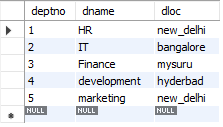 deptno dname dloc
1 HR new_delhi
2 IT bangalore
3 Finance mysuru
4 development hyderbad
5 marketing new_delhi
NULL NULL NULL